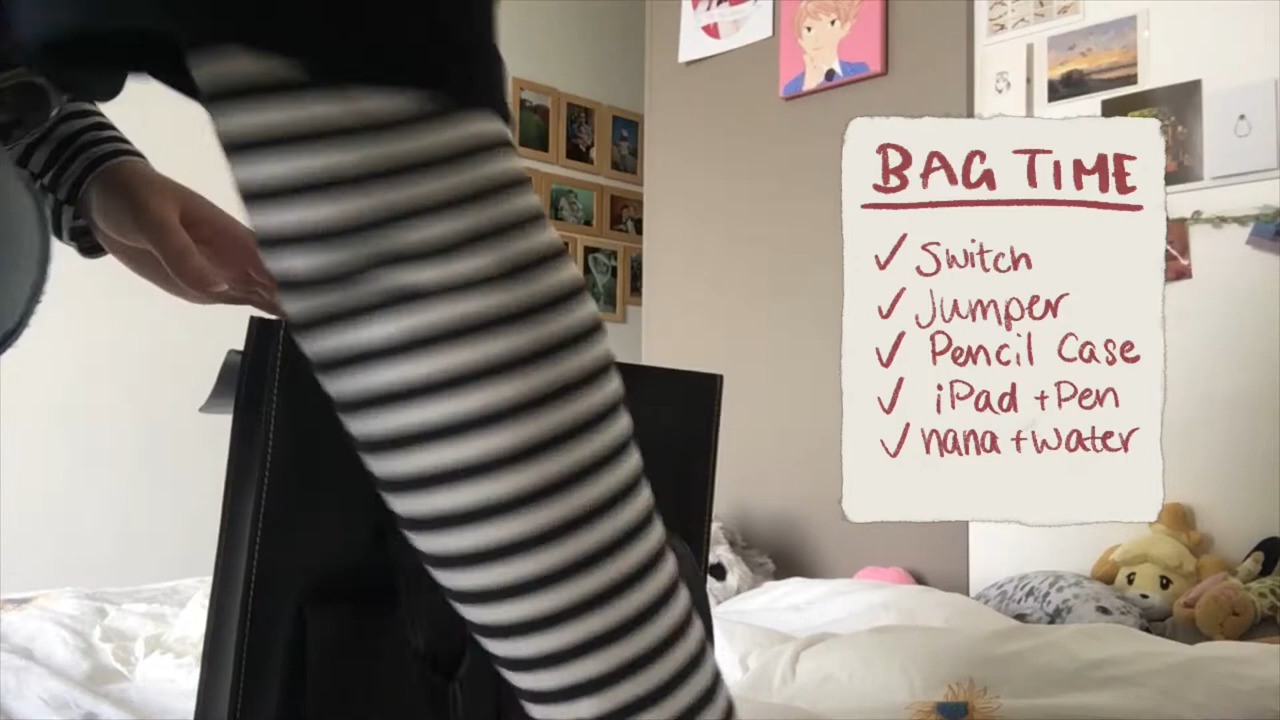 BAG TIME
✓ Switch
✓ Jumper
✓ Pencil Case
✓ iPad + Pen
✓ nana + water